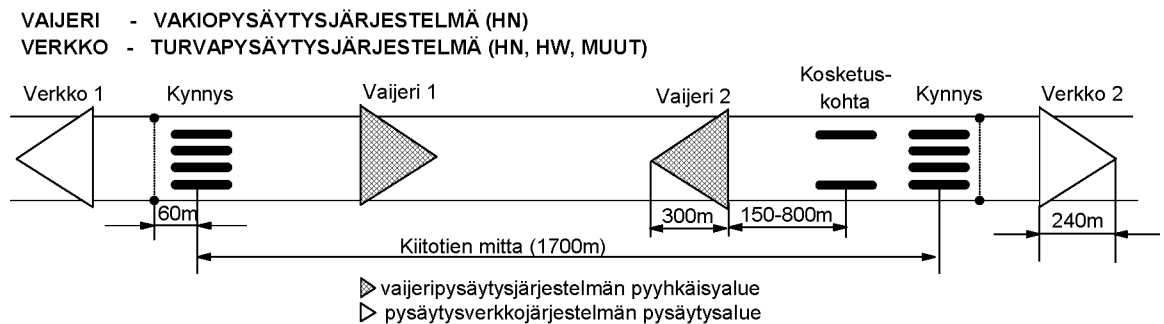 VAIJERI - VAKIOPYSÄYTYSJÄRJESTELMÄ (HN)
VERKKO - TURVAPYSÄYTYSJÄRJESTELMÄ (HN, HW, MUUT)
Verkko 1
Kynnys
Vaijeri 1
Vaijeri 2
Kosketus-
kohta
Kynnys
Verkko 2
60m
300m
150-800m
240m
Kiitotien mitta (1700m)
vaijeripysäytysjärjestelmän pyyhkäisyalue
pysäytysverkkojärjestelmän pysäytysalue